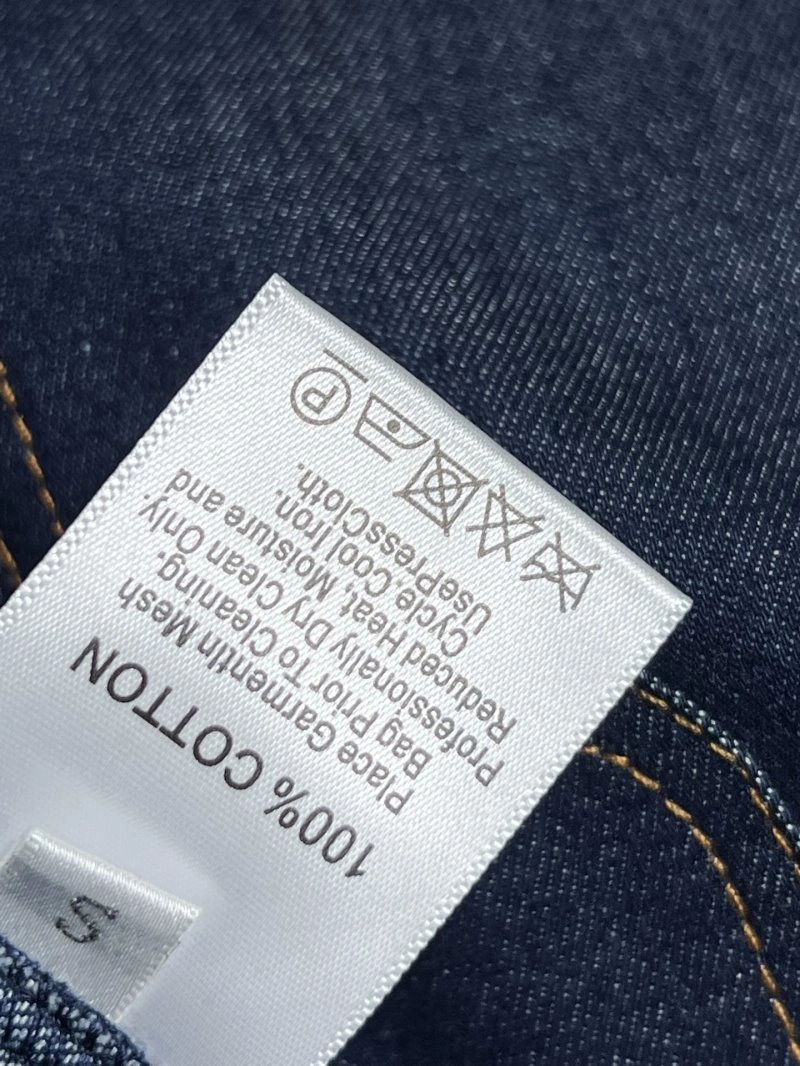 100% COTTON
Place Garmentin Mesh
Bag Prior To Cleaning.
Professionally Dry Clean Only.
Reduced Heat, Moisture and
Cycle.Cool Iron.
UsePressCloth.
P
S